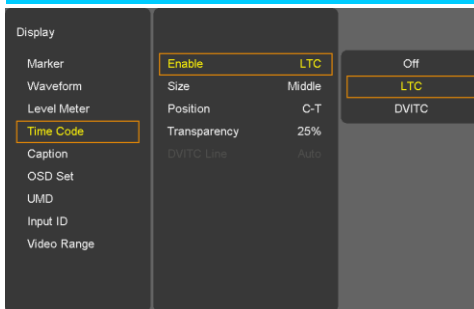 Display
Marker
Waveform
Level Meter
Time Code
Caption
OSD Set
UMD
Input ID
Video Range
Enable LTC
Size Middle
Position C-T
Transparency 25%
DVITC Line Auto
Off
LTC
DVITC